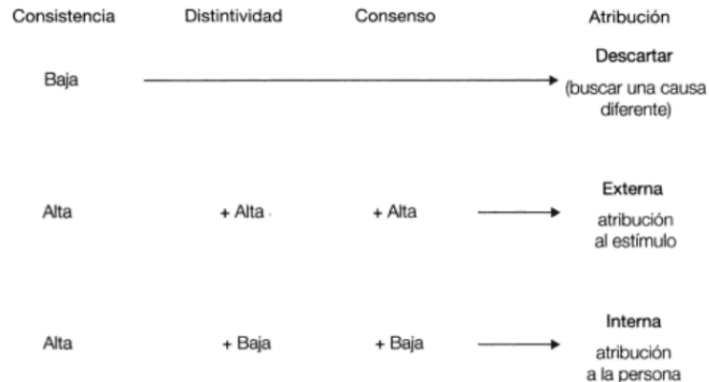 Consistencia Distintividad Consenso Atribución
Descartar
Baja
(buscar una causa
diferente)
Externa
Alta + Alta + Alta
atribución
al estímulo
Interna
Alta + Baja + Baja
atribución
a la persona